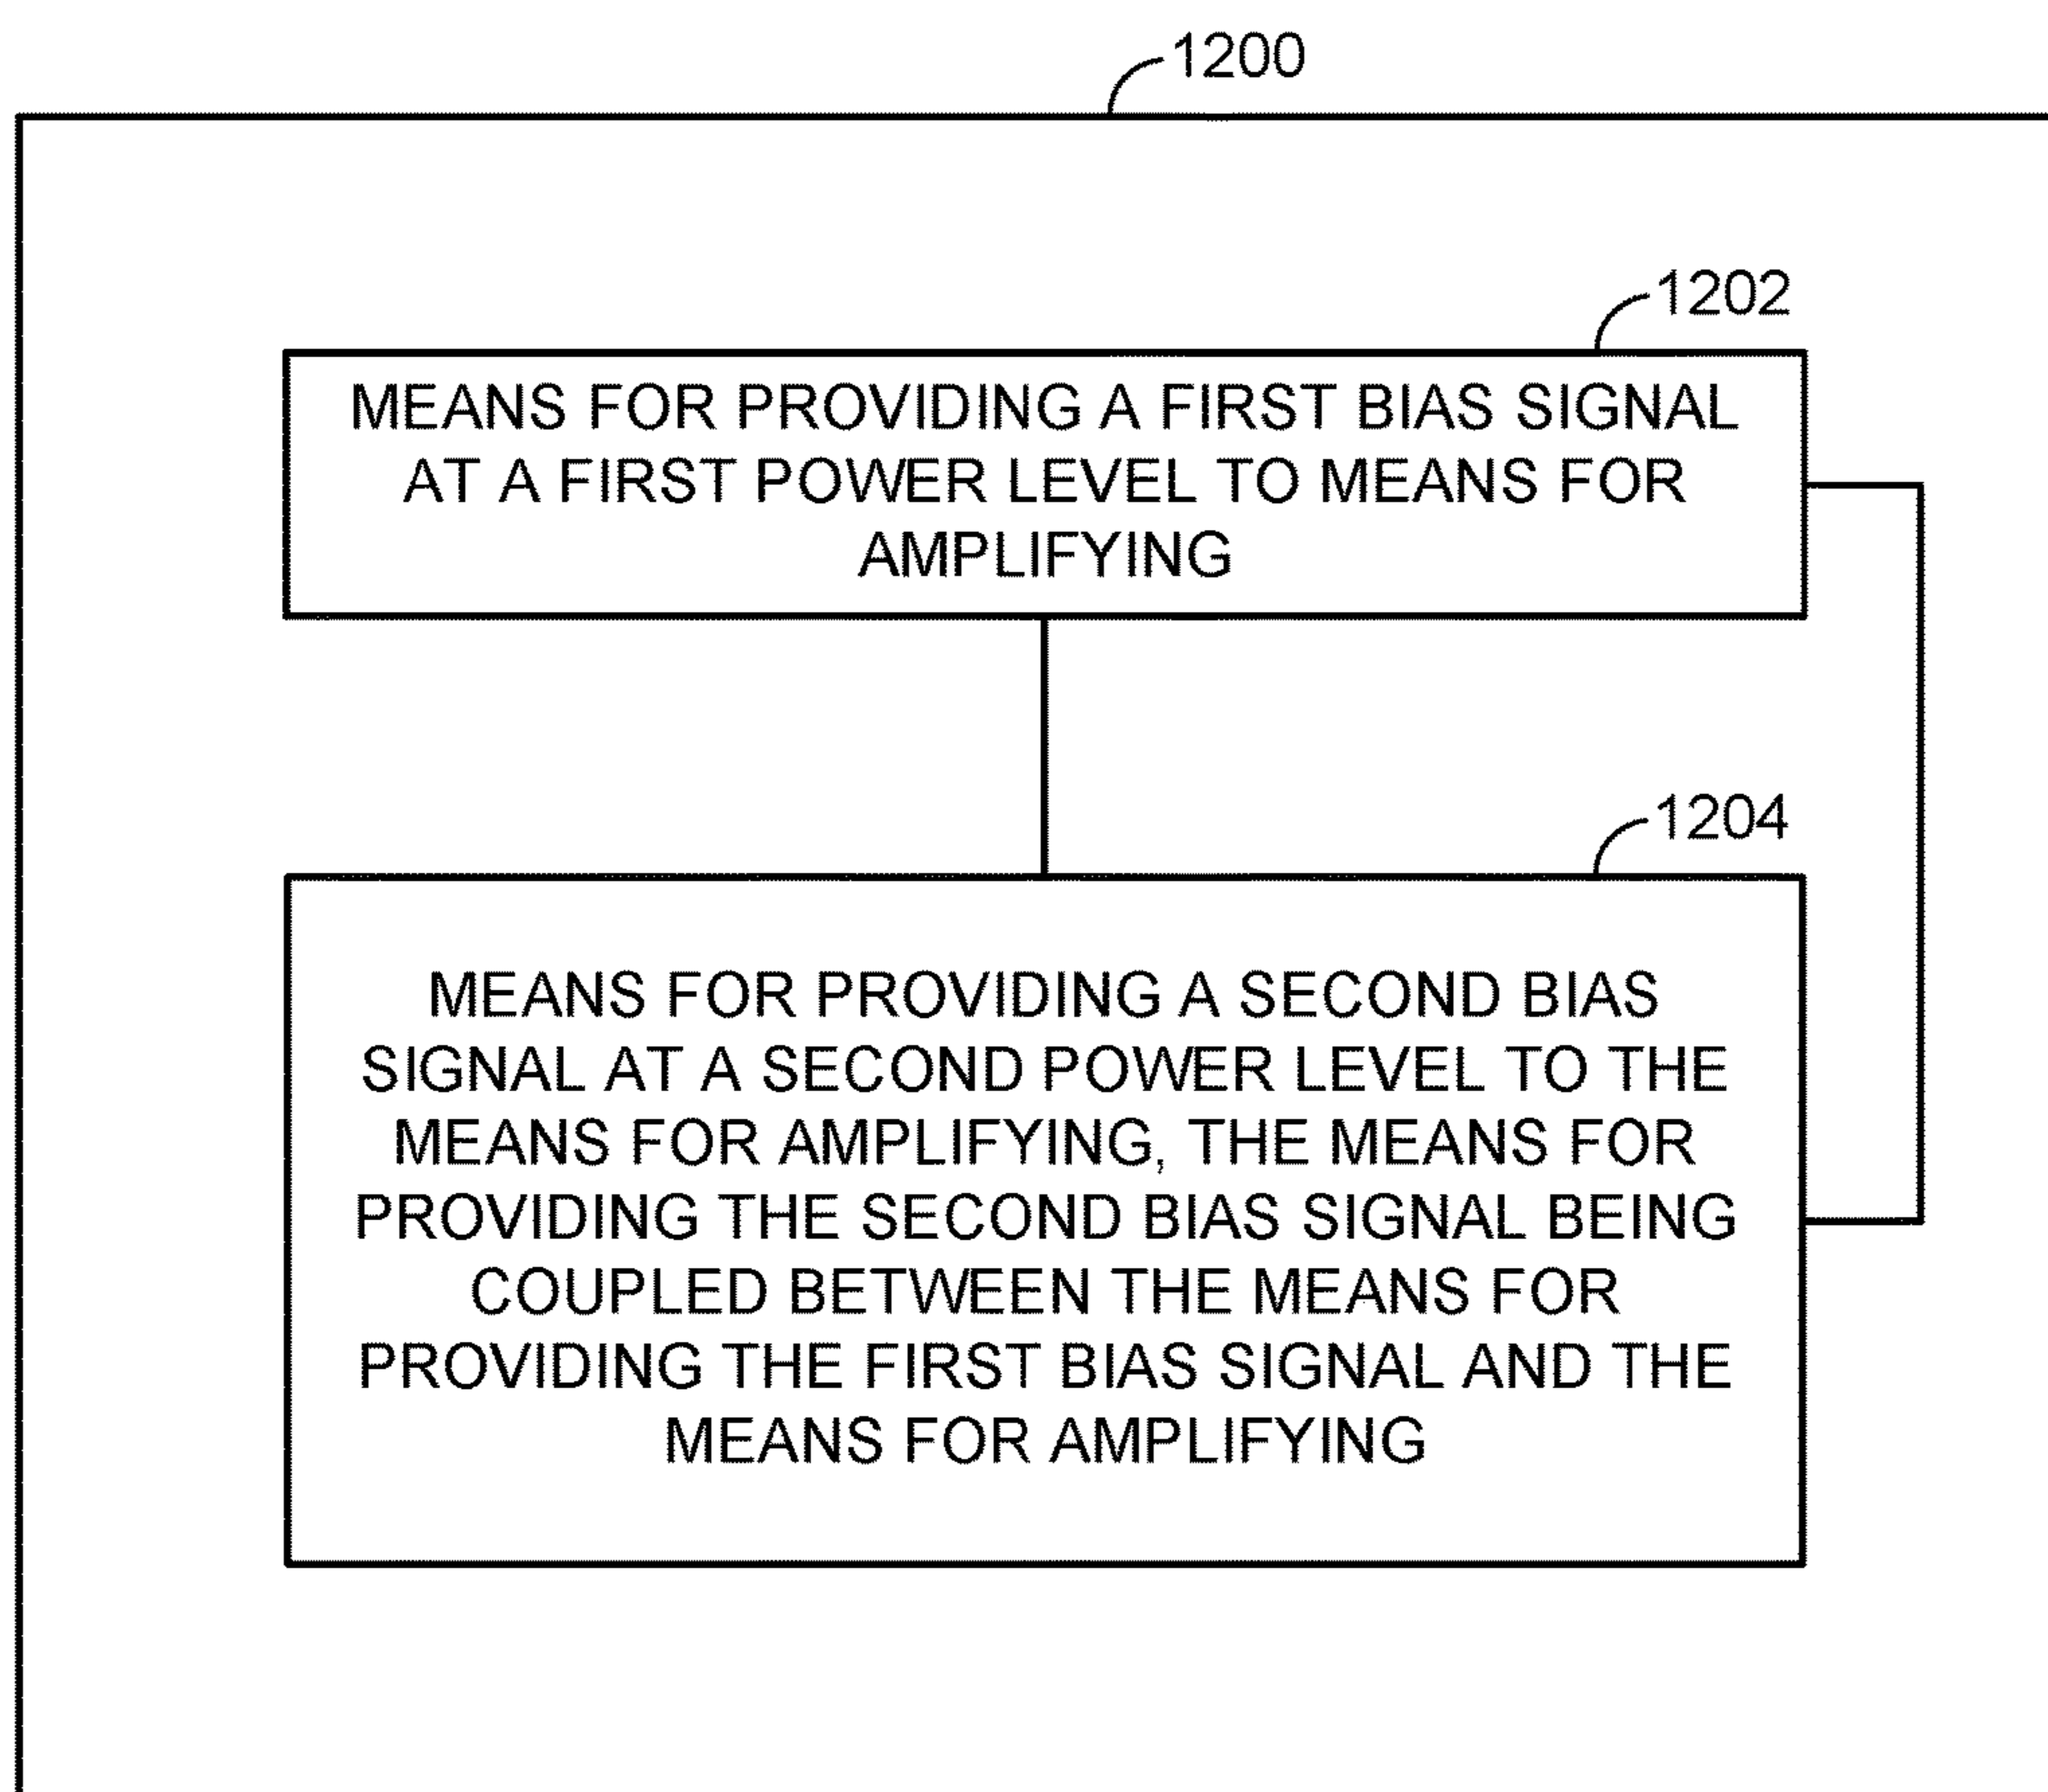 1200
1202
MEANS FOR PROVIDING A FIRST BIAS SIGNAL
AT A FIRST POWER LEVEL TO MEANS FOR
AMPLIFYING
1204
MEANS FOR PROVIDING A SECOND BIAS
SIGNAL AT A SECOND POWER LEVEL TO THE
MEANS FOR AMPLIFYING, THE MEANS FOR
PROVIDING THE SECOND BIAS SIGNAL BEING
COUPLED BETWEEN THE MEANS FOR
PROVIDING THE FIRST BIAS SIGNAL AND THE
MEANS FOR AMPLIFYING